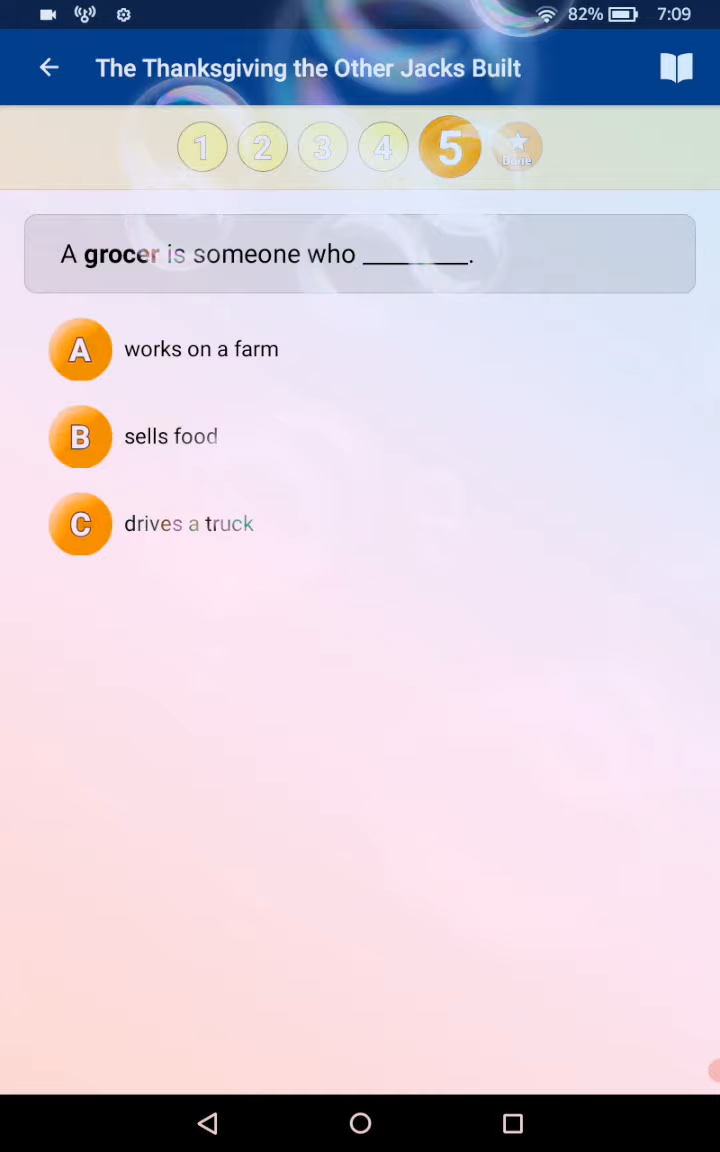 82% 7:09
The Thanksgiving the Other Jacks Built
1 2 3 4 5 Done
A grocer is someone who ________.
A works on a farm
B sells food
C drives a truck